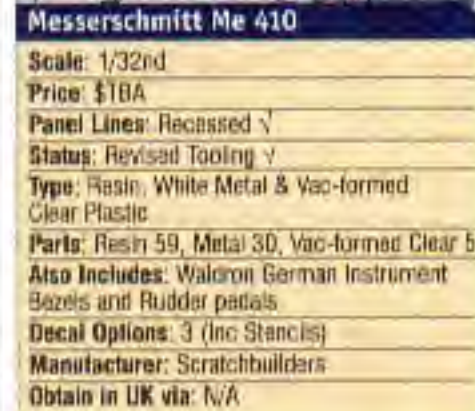 Messerschmitt Me 410
Scale: 1/32nd
Price: $TBA
Panel Lines: Recessed √
Status: Revised Tooling √
Type: Resin, White Metal & Vac-formed
Clear Plastic
Parts: Resin 59, Metal 30, Vac-formed Clear 5
Also Includes: Waldron German Instrument
Bezels and Rudder pedals
Decal Options: 3 (Inc Stencils)
Manufacturer: Scratchbuilders
Obtain in UK via: N/A